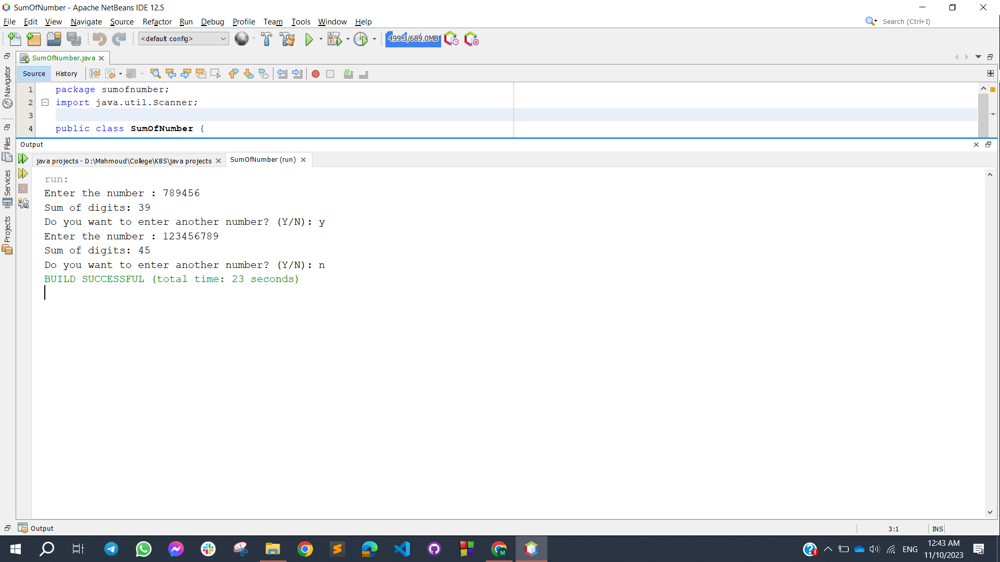 SumOfNumber - Apache NetBeans IDE 12.5
File Edit View Navigate Source Refactor Run Debug Profile Team Tools Window Help
Search (Ctrl+I)
<default config>
499.3/689.0MB
SumOfNumber.java
Source History
Navigator
Files
Services
Projects
1 package sumofnumber;
2 import java.util.Scanner;
3
4 public class SumOfNumber {
Output
java projects - D:\Mahmoud\College\KBS\java projects
SumOfNumber (run)
run:
Enter the number : 789456
Sum of digits: 39
Do you want to enter another number? (Y/N): y
Enter the number : 123456789
Sum of digits: 45
Do you want to enter another number? (Y/N): n
BUILD SUCCESSFUL (total time: 23 seconds)
Output
3:1 INS
ENG
12:43 AM
11/10/2023